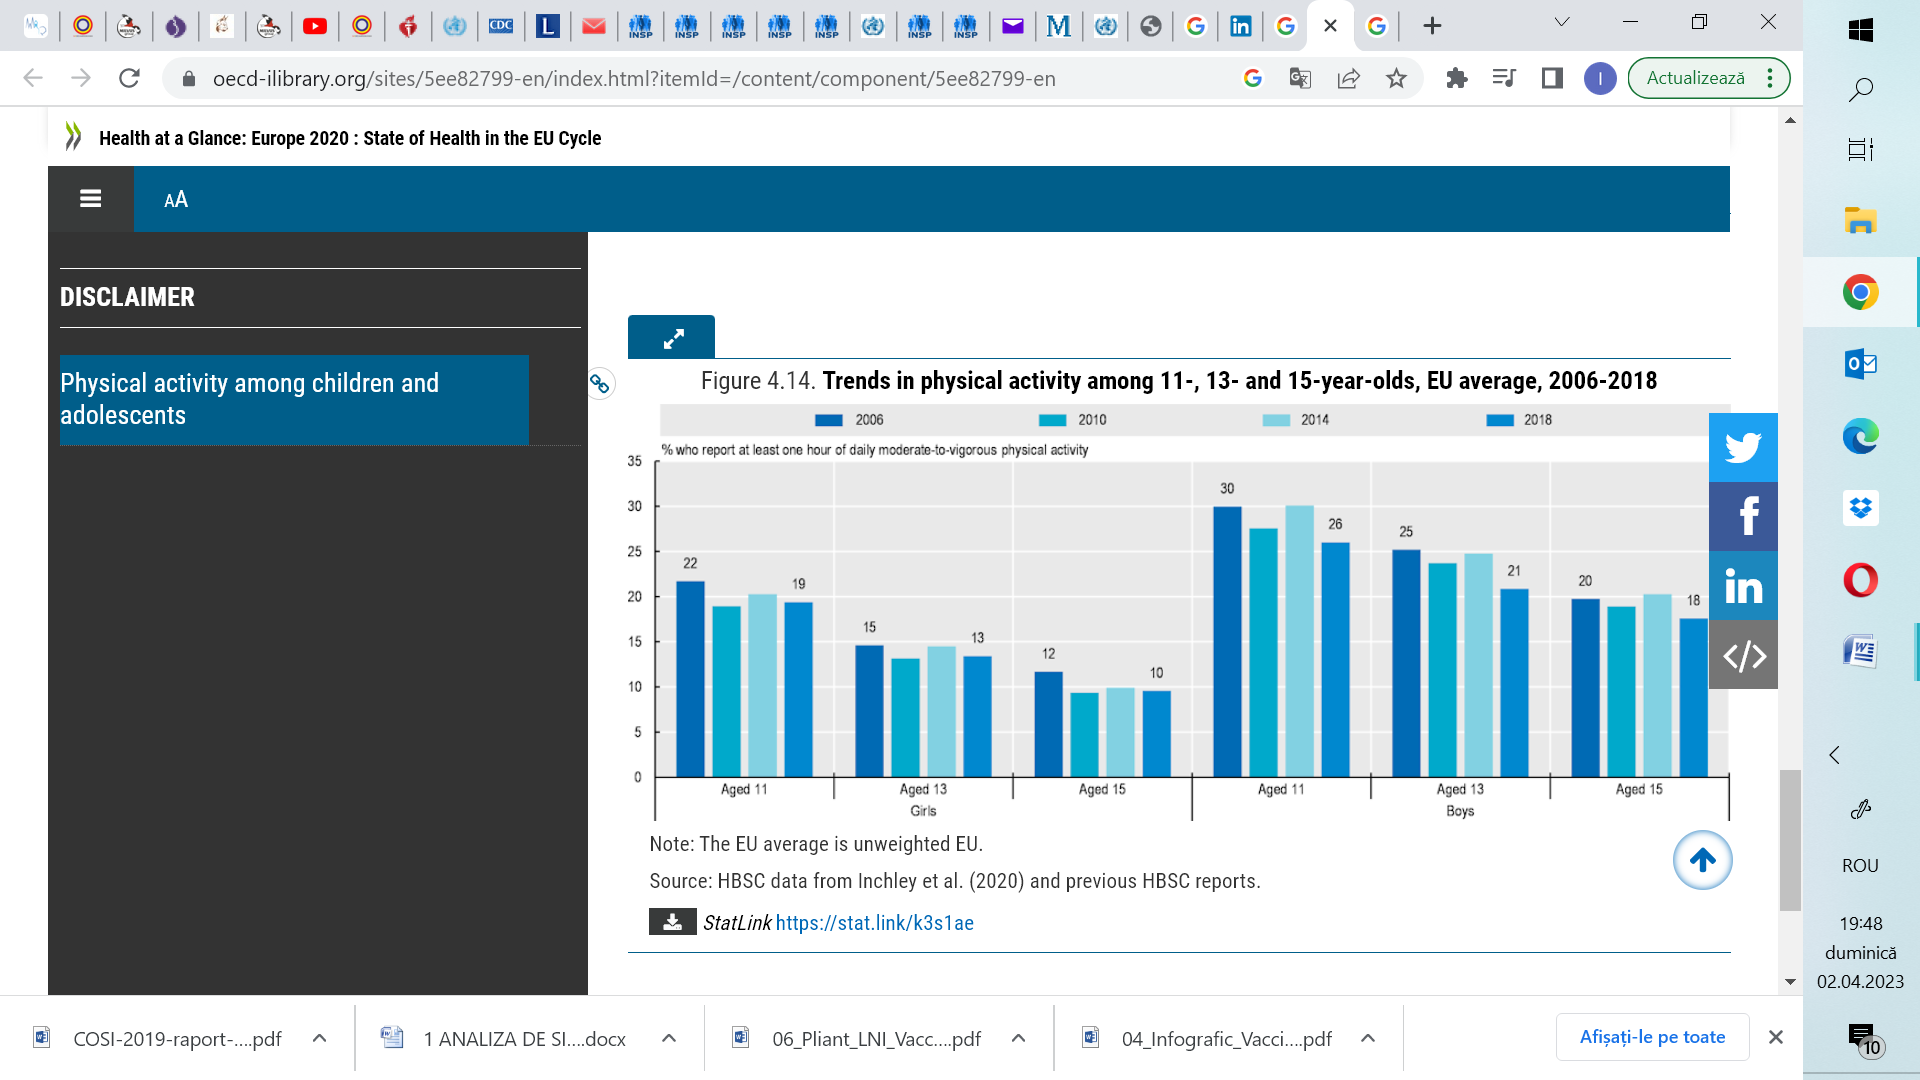 CDC
L
INSP
INSP
INSP
INSP
INSP
INSP
INSP
M
oecd-ilibrary.org/sites/5ee82799-en/index.html?itemId=/content/component/5ee82799-en
I
Actualizează
Health at a Glance: Europe 2020 : State of Health in the EU Cycle
AA
DISCLAIMER
Physical activity among children and
adolescents
Figure 4.14. Trends in physical activity among 11-, 13- and 15-year-olds, EU average, 2006-2018
2006 2010 2014 2018
% who report at least one hour of daily moderate-to-vigorous physical activity
35
30
25
20
15
10
5
0
22 19 15 13 12 10 30 26 25 21 20 18
Aged 11 Aged 13 Aged 15 Aged 11 Aged 13 Aged 15
Girls Boys
Note: The EU average is unweighted EU.
Source: HBSC data from Inchley et al. (2020) and previous HBSC reports.
StatLink https://stat.link/k3s1ae
COSI-2019-raport-....pdf
1 ANALIZA DE SI....docx
06_Pliant_LNI_Vacc....pdf
04_Infografic_Vacci....pdf
Afișați-le pe toate
ROU
19:48
duminică
02.04.2023
10